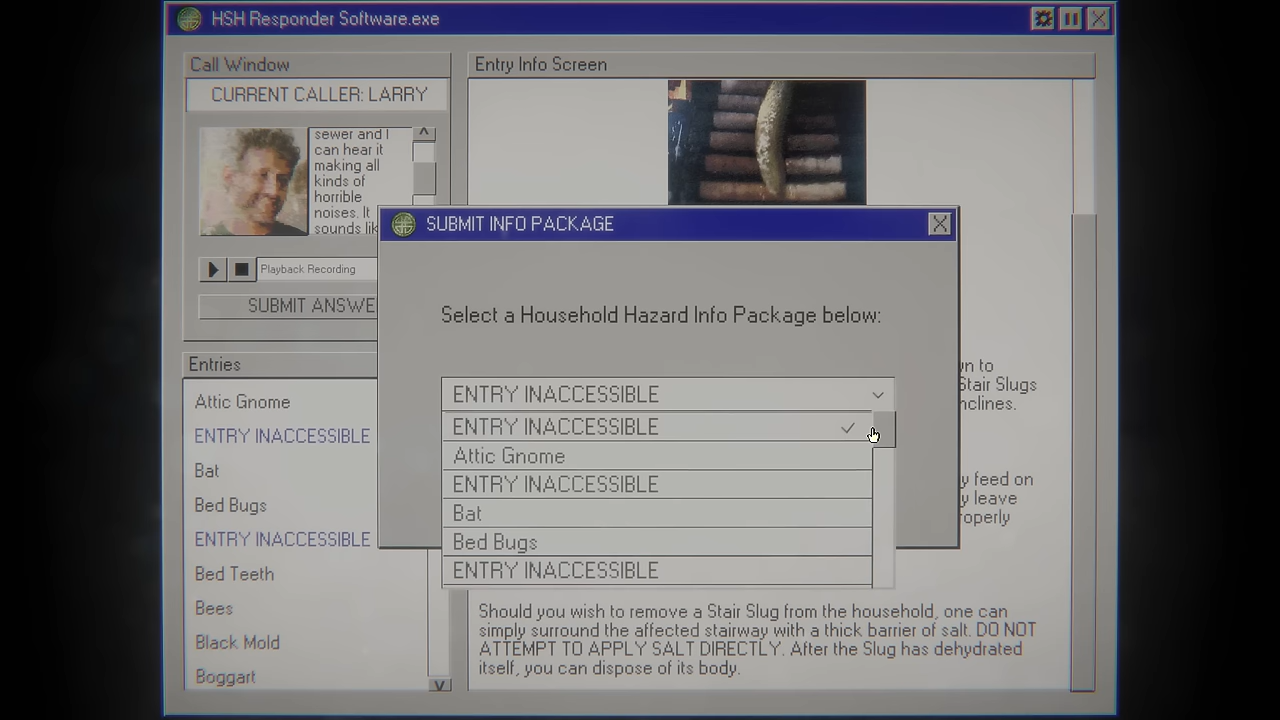 HSH Responder Software.exe
Call Window
CURRENT CALLER: LARRY
sewer and I
can hear it
making all
kinds of
horrible
noises. It
sounds lik
Playback Recording
SUBMIT ANSWE
Entries
Attic Gnome
ENTRY INACCESSIBLE
Bat
Bed Bugs
ENTRY INACCESSIBLE
Bed Teeth
Bees
Black Mold
Boggart
Entry Info Screen
SUBMIT INFO PACKAGE
Select a Household Hazard Info Package below:
ENTRY INACCESSIBLE
ENTRY INACCESSIBLE
Attic Gnome
ENTRY INACCESSIBLE
Bat
Bed Bugs
ENTRY INACCESSIBLE
to
Stair Slugs
nclines.
feed on
leave
roperly
Should you wish to remove a Stair Slug from the household, one can
simply surround the affected stairway with a thick barrier of salt. DO NOT
ATTEMPT TO APPLY SALT DIRECTLY. After the Slug has dehydrated
itself, you can dispose of its body.